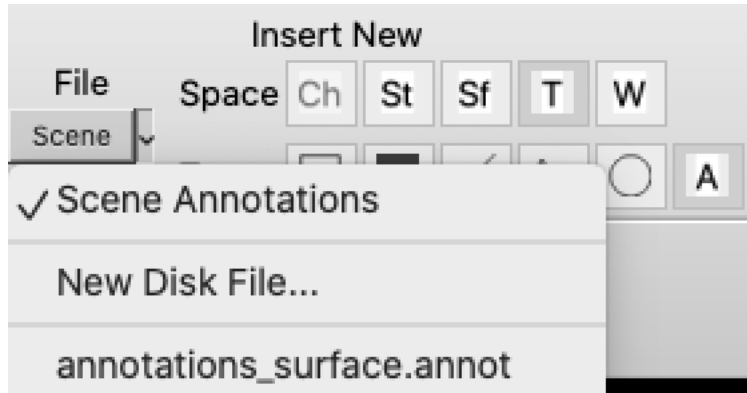 Insert New
File
Space Ch St Sf T W
Scene
A
✓ Scene Annotations
New Disk File...
annotations_surface.annot